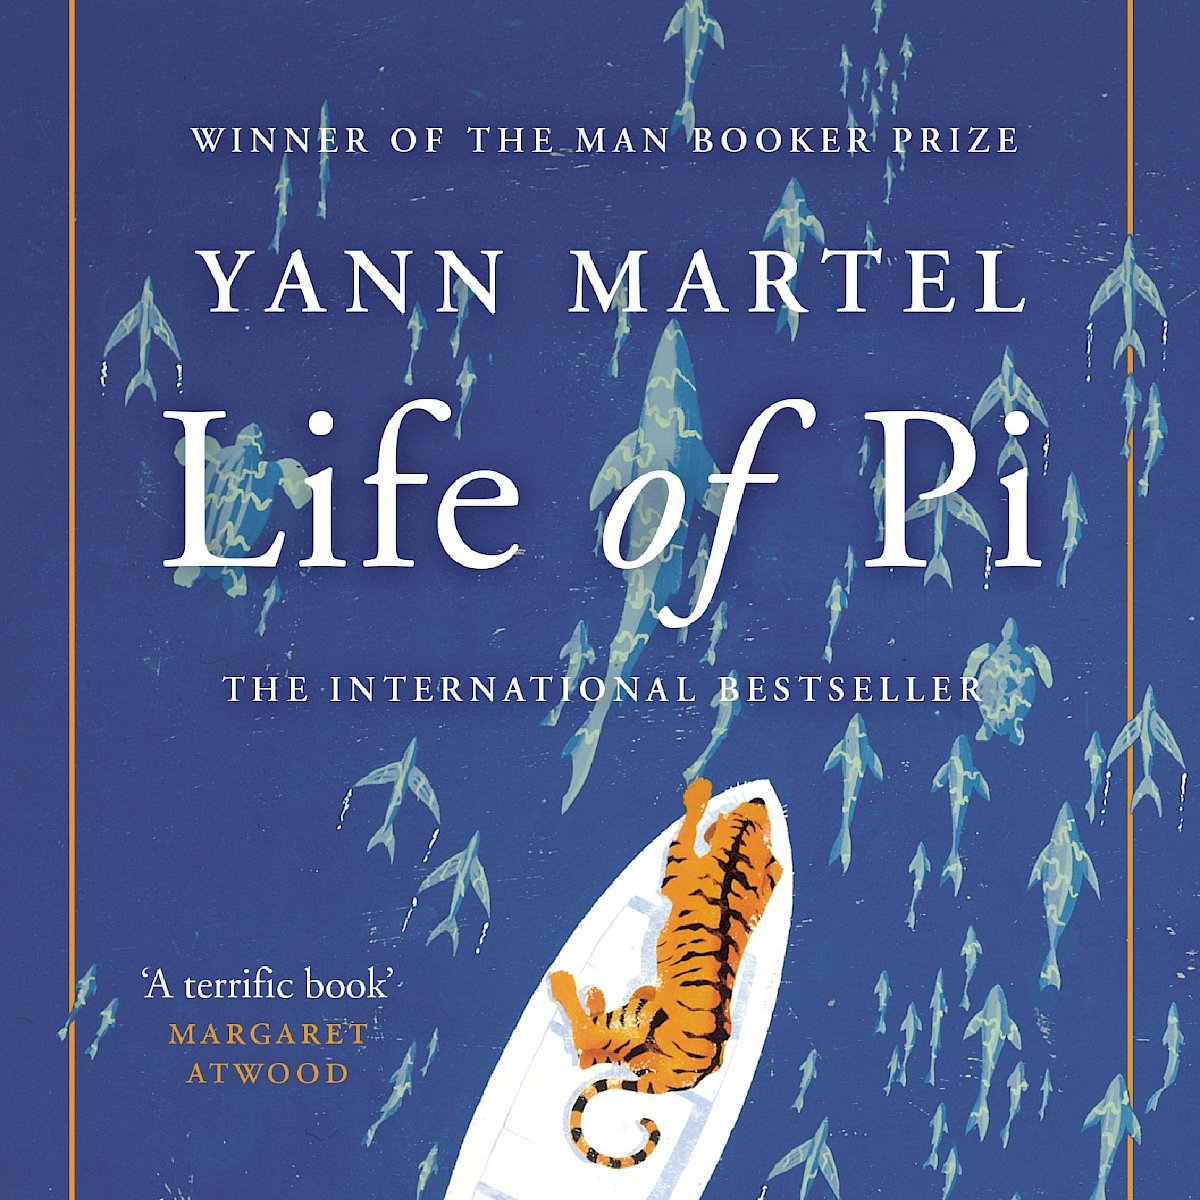 WINNER OF THE MAN BOOKER PRIZE
YANN MARTEL
Life of Pi
THE INTERNATIONAL BESTSELLER
‘A terrific book’
MARGARET
ATWOOD